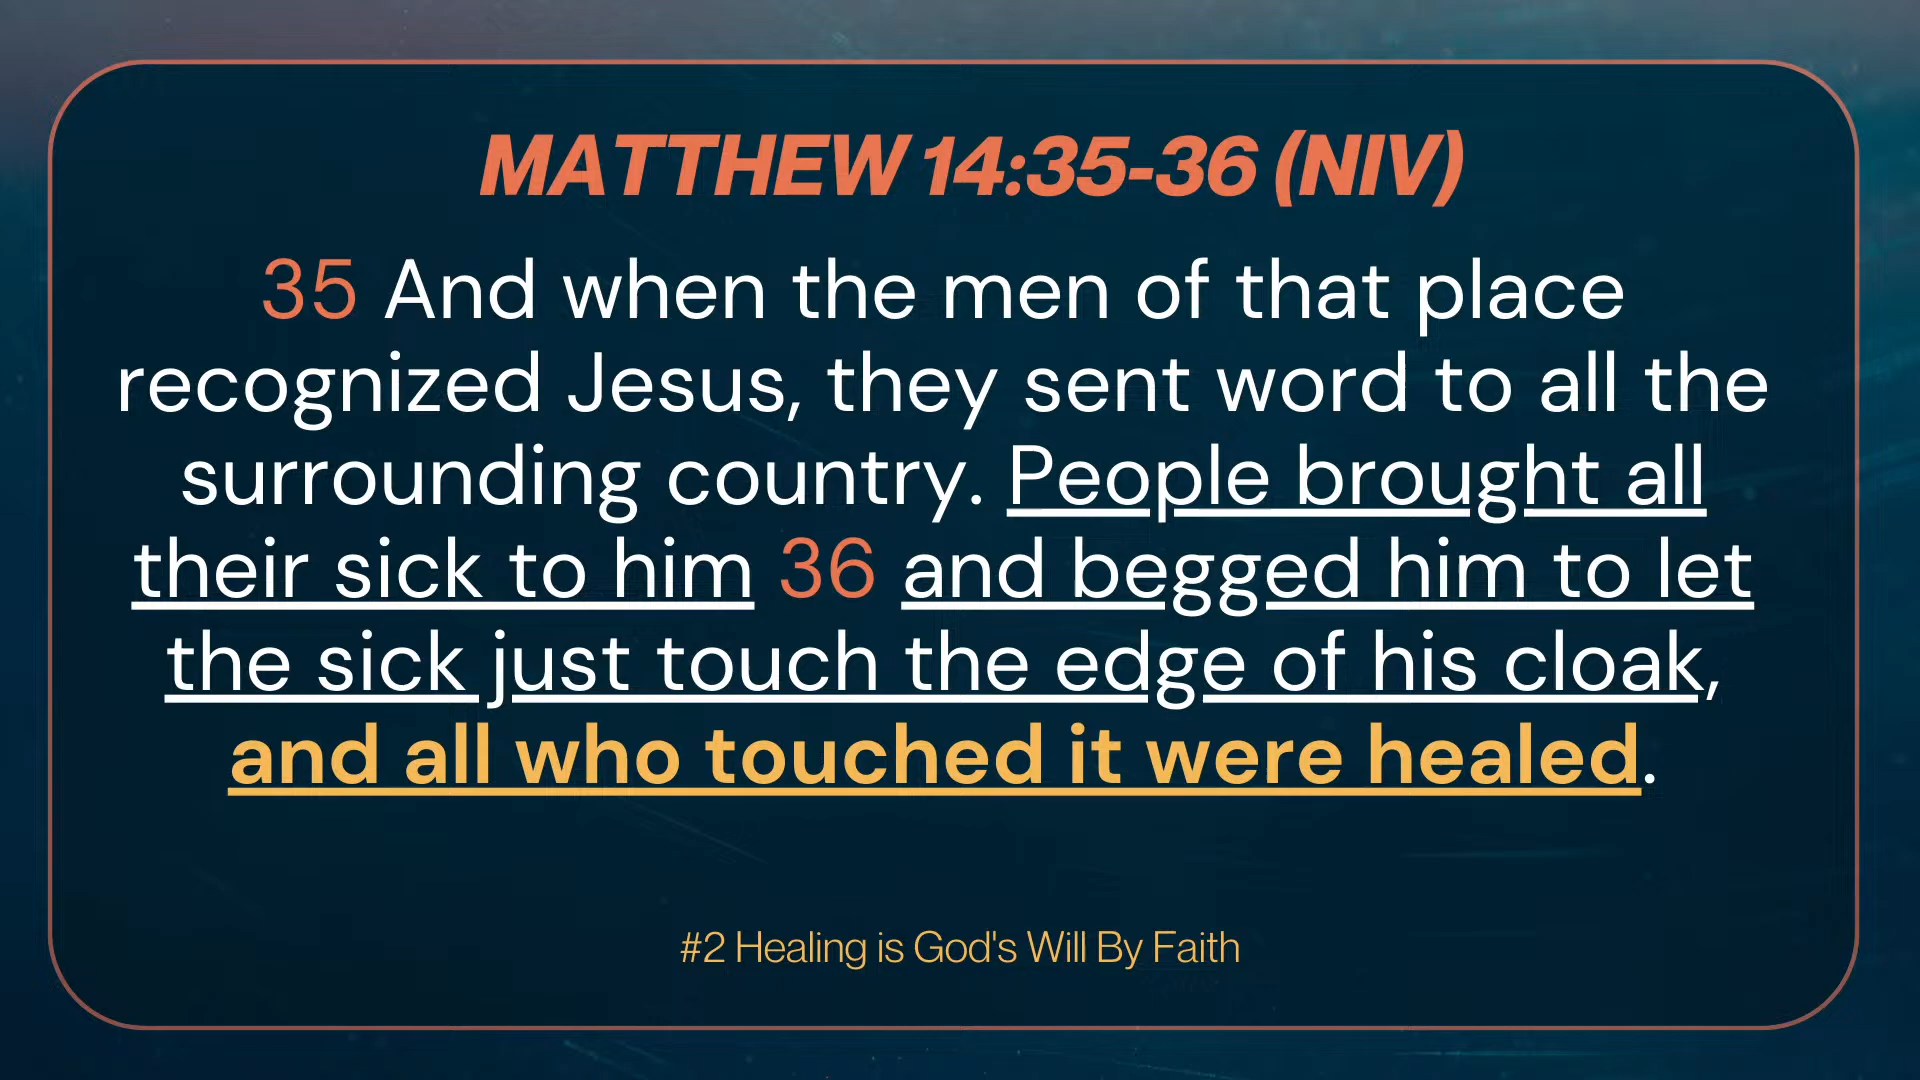 MATTHEW 14:35-36 (NIV)
35 And when the men of that place
recognized Jesus, they sent word to all the
surrounding country. People brought all
their sick to him 36 and begged him to let
the sick just touch the edge of his cloak,
and all who touched it were healed.
#2 Healing is God's Will By Faith